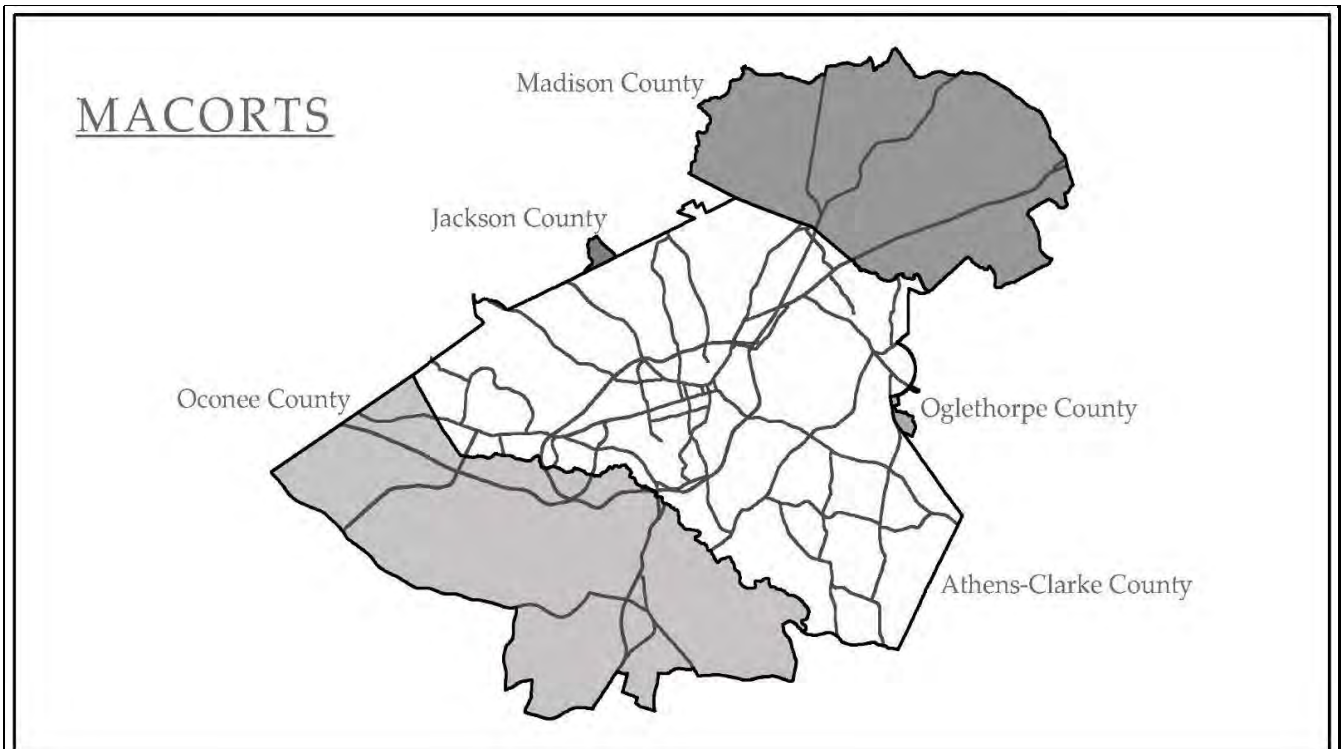 MACORTS
Madison County
Jackson County
Oconee County
Oglethorpe County
Athens-Clarke County